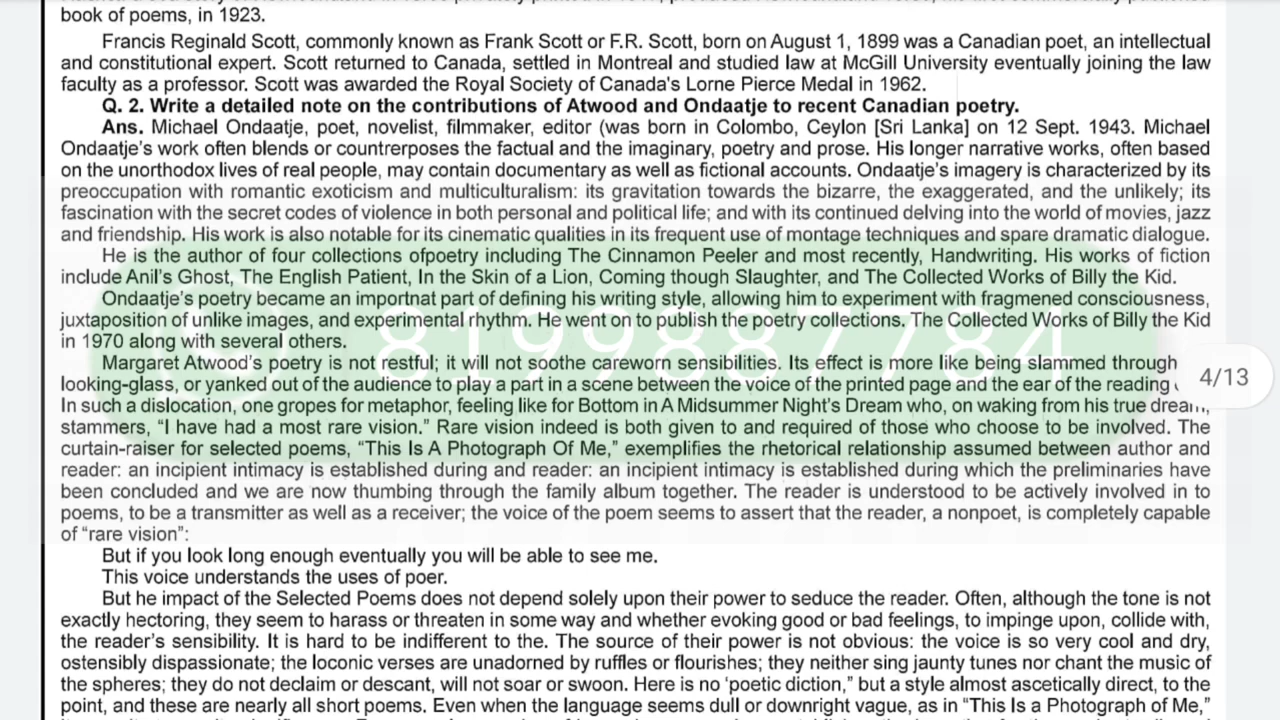 book of poems, in 1923.
Francis Reginald Scott, commonly known as Frank Scott or F.R. Scott, born on August 1, 1899 was a Canadian poet, an intellectual
and constitutional expert. Scott returned to Canada, settled in Montreal and studied law at McGill University eventually joining the law
faculty as a professor. Scott was awarded the Royal Society of Canada's Lorne Pierce Medal in 1962.
Q. 2. Write a detailed note on the contributions of Atwood and Ondaatje to recent Canadian poetry.
Ans. Michael Ondaatje, poet, novelist, filmmaker, editor (was born in Colombo, Ceylon [Sri Lanka] on 12 Sept. 1943. Michael
Ondaatje's work often blends or countrerposes the factual and the imaginary, poetry and prose. His longer narrative works, often based
on the unorthodox lives of real people, may contain documentary as well as fictional accounts. Ondaatje's imagery is characterized by its
preoccupation with romantic exoticism and multiculturalism: its gravitation towards the bizarre, the exaggerated, and the unlikely; its
fascination with the secret codes of violence in both personal and political life; and with its continued delving into the world of movies, jazz
and friendship. His work is also notable for its cinematic qualities in its frequent use of montage techniques and spare dramatic dialogue.
He is the author of four collections ofpoetry including The Cinnamon Peeler and most recently, Handwriting. His works of fiction
include Anil's Ghost, The English Patient, In the Skin of a Lion, Coming though Slaughter, and The Collected Works of Billy the Kid.
Ondaatje's poetry became an importnat part of defining his writing style, allowing him to experiment with fragmened consciousness,
juxtaposition of unlike images, and experimental rhythm. He went on to publish the poetry collections. The Collected Works of Billy the Kid
in 1970 along with several others.
8199887784
Margaret Atwood's poetry is not restful; it will not soothe careworn sensibilities. Its effect is more like being slammed through
looking-glass, or yanked out of the audience to play a part in a scene between the voice of the printed page and the ear of the reading
4/13
In such a dislocation, one gropes for metaphor, feeling like for Bottom in A Midsummer Night's Dream who, on waking from his true dream,
stammers, “I have had a most rare vision.” Rare vision indeed is both given to and required of those who choose to be involved. The
curtain-raiser for selected poems, “This Is A Photograph Of Me,” exemplifies the rhetorical relationship assumed between author and
reader: an incipient intimacy is established during and reader: an incipient intimacy is established during which the preliminaries have
been concluded and we are now thumbing through the family album together. The reader is understood to be actively involved in to
poems, to be a transmitter as well as a receiver; the voice of the poem seems to assert that the reader, a nonpoet, is completely capable
of “rare vision”:
But if you look long enough eventually you will be able to see me.
This voice understands the uses of poer.
But he impact of the Selected Poems does not depend solely upon their power to seduce the reader. Often, although the tone is not
exactly hectoring, they seem to harass or threaten in some way and whether evoking good or bad feelings, to impinge upon, collide with,
the reader's sensibility. It is hard to be indifferent to the. The source of their power is not obvious: the voice is so very cool and dry,
ostensibly dispassionate; the loconic verses are unadorned by ruffles or flourishes; they neither sing jaunty tunes nor chant the music of
the spheres; they do not declaim or descant, will not soar or swoon. Here is no 'poetic diction,” but a style almost ascetically direct, to the
point, and these are nearly all short poems. Even when the language seems dull or downright vague, as in “This Is a Photograph of Me,”